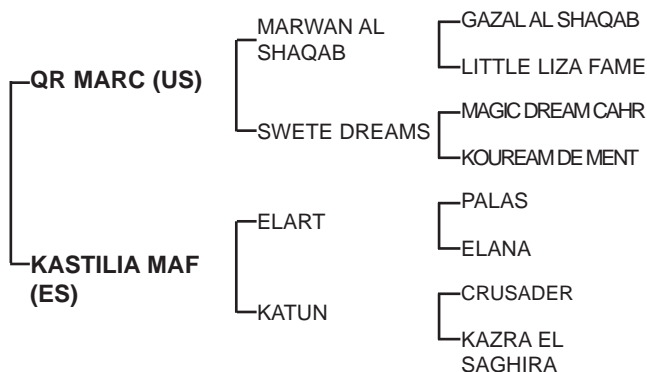 QR MARC (US)
KASTILIA MAF
(ES)
MARWAN AL
SHAQAB
SWETE DREAMS
ELART
KATUN
GAZAL AL SHAQAB
LITTLE LIZA FAME
MAGIC DREAM CAHR
KOUREAM DE MENT
PALAS
ELANA
CRUSADER
KAZRA EL
SAGHIRA